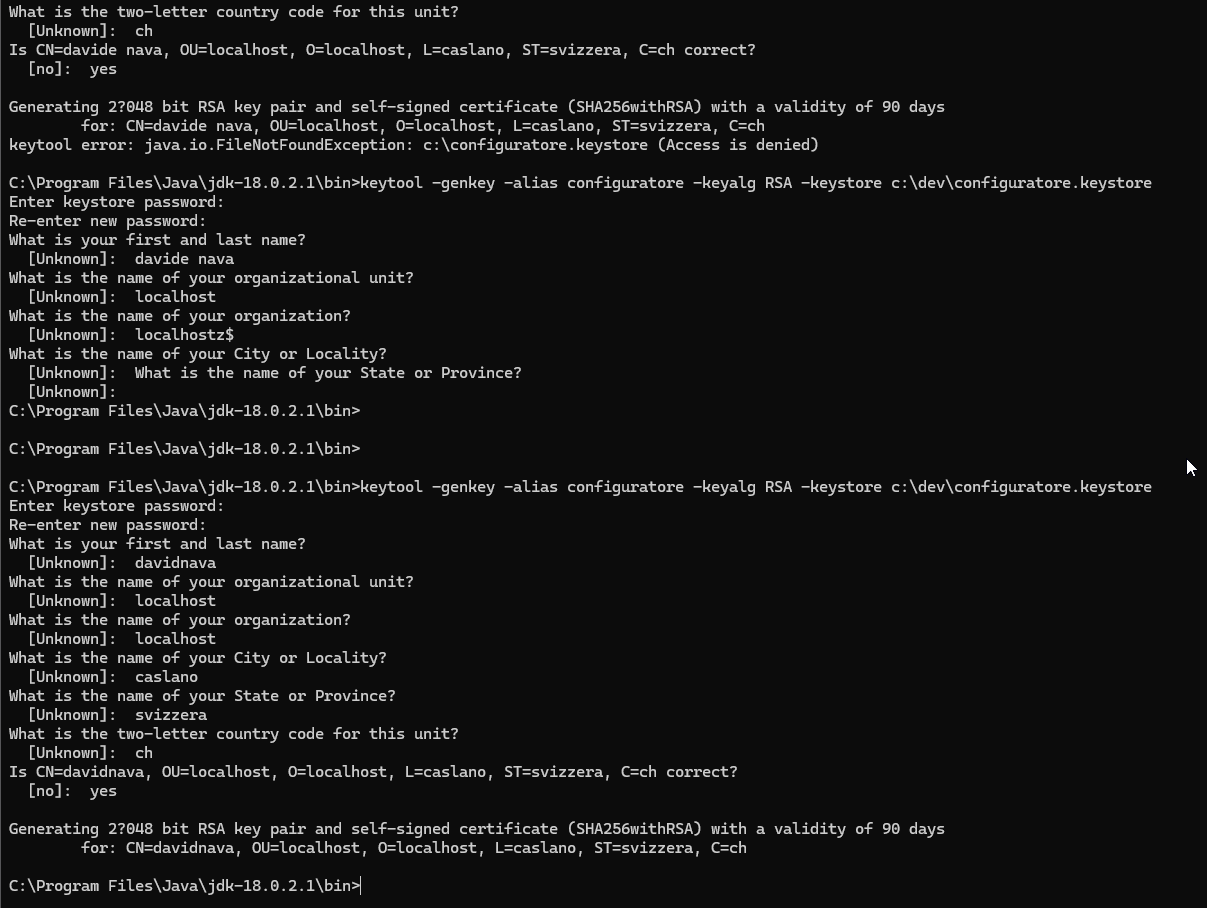 What is the two-letter country code for this unit?
  [Unknown]:  ch
Is CN=davide nava, OU=localhost, O=localhost, L=caslano, ST=svizzera, C=ch correct?
  [no]:  yes

Generating 2?048 bit RSA key pair and self-signed certificate (SHA256withRSA) with a validity of 90 days
        for: CN=davide nava, OU=localhost, O=localhost, L=caslano, ST=svizzera, C=ch
keytool error: java.io.FileNotFoundException: c:\configuratore.keystore (Access is denied)

C:\Program Files\Java\jdk-18.0.2.1\bin>keytool -genkey -alias configuratore -keyalg RSA -keystore c:\dev\configuratore.keystore
Enter keystore password:
Re-enter new password:
What is your first and last name?
  [Unknown]:  davide nava
What is the name of your organizational unit?
  [Unknown]:  localhost
What is the name of your organization?
  [Unknown]:  localhostz$
What is the name of your City or Locality?
  [Unknown]:  What is the name of your State or Province?
  [Unknown]:
C:\Program Files\Java\jdk-18.0.2.1\bin>

C:\Program Files\Java\jdk-18.0.2.1\bin>

C:\Program Files\Java\jdk-18.0.2.1\bin>keytool -genkey -alias configuratore -keyalg RSA -keystore c:\dev\configuratore.keystore
Enter keystore password:
Re-enter new password:
What is your first and last name?
  [Unknown]:  davidnava
What is the name of your organizational unit?
  [Unknown]:  localhost
What is the name of your organization?
  [Unknown]:  localhost
What is the name of your City or Locality?
  [Unknown]:  caslano
What is the name of your State or Province?
  [Unknown]:  svizzera
What is the two-letter country code for this unit?
  [Unknown]:  ch
Is CN=davidnava, OU=localhost, O=localhost, L=caslano, ST=svizzera, C=ch correct?
  [no]:  yes

Generating 2?048 bit RSA key pair and self-signed certificate (SHA256withRSA) with a validity of 90 days
        for: CN=davidnava, OU=localhost, O=localhost, L=caslano, ST=svizzera, C=ch

C:\Program Files\Java\jdk-18.0.2.1\bin>